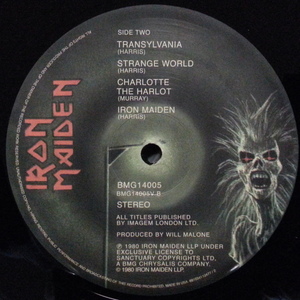 SIDE TWO
TRANSYLVANIA
(HARRIS)
STRANGE WORLD
(HARRIS)
CHARLOTTE
THE HARLOT
(MURRAY)
IRON MAIDEN
(HARRIS)
IRON
MAIDEN
BMG14005
BMG14005V.B
STEREO
ALL TITLES PUBLISHED
BY IMAGEM LONDON LTD.
PRODUCED BY WILL MALONE
℗ 1980 IRON MAIDEN LLP UNDER
EXCLUSIVE LICENSE TO
SANCTUARY COPYRIGHTS LTD,
A BMG CHRYSALIS COMPANY.
© 1980 IRON MAIDEN LLP.